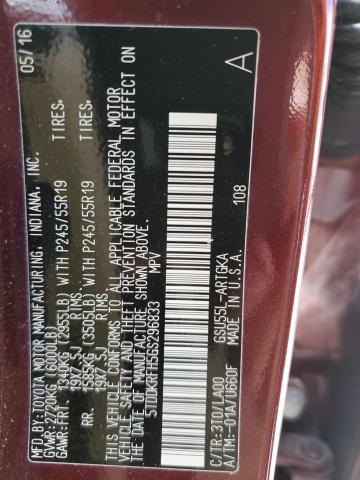 MFD. BY:
TOYOTA MOTOR MANUFACTURING, INDIANA, INC. 05/16
GVWR: 2720KG (6000LB)
GAWR: FRT. 1340KG (2955LB) WITH P245/55R19 TIRES.
19X7.5J RIMS.
RR. 1585KG (3505LB) WITH P245/55R19 TIRES.
19X7.5J RIMS.
THIS VEHICLE CONFORMS TO ALL APPLICABLE FEDERAL MOTOR
VEHICLE SAFETY AND THEFT PREVENTION STANDARDS IN EFFECT ON
THE DATE OF MANUFACTURE SHOWN ABOVE.
5TDDKRFH5GS296833 MPV
A
108
C/TR: 3T0/LA00 GSU55L-ARTGKA
A/TM: -01A/U660F MADE IN U.S.A.